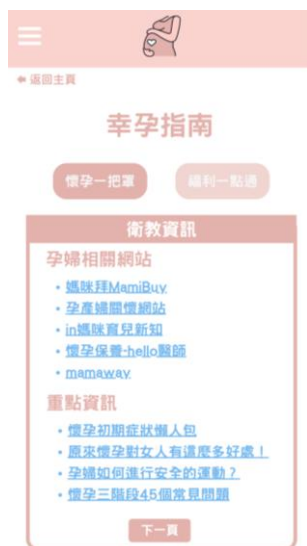 返回主頁
幸孕指南
懷孕一把罩
福利一點通
衛教資訊
孕婦相關網站
媽咪拜MamiBuy
孕產婦關懷網站
in媽咪育兒新知
懷孕保養-hello醫師
mamaway
重點資訊
懷孕初期症狀懶人包
原來懷孕對女人有這麼多好處！
孕婦如何進行安全的運動？
懷孕三階段45個常見問題
下一頁